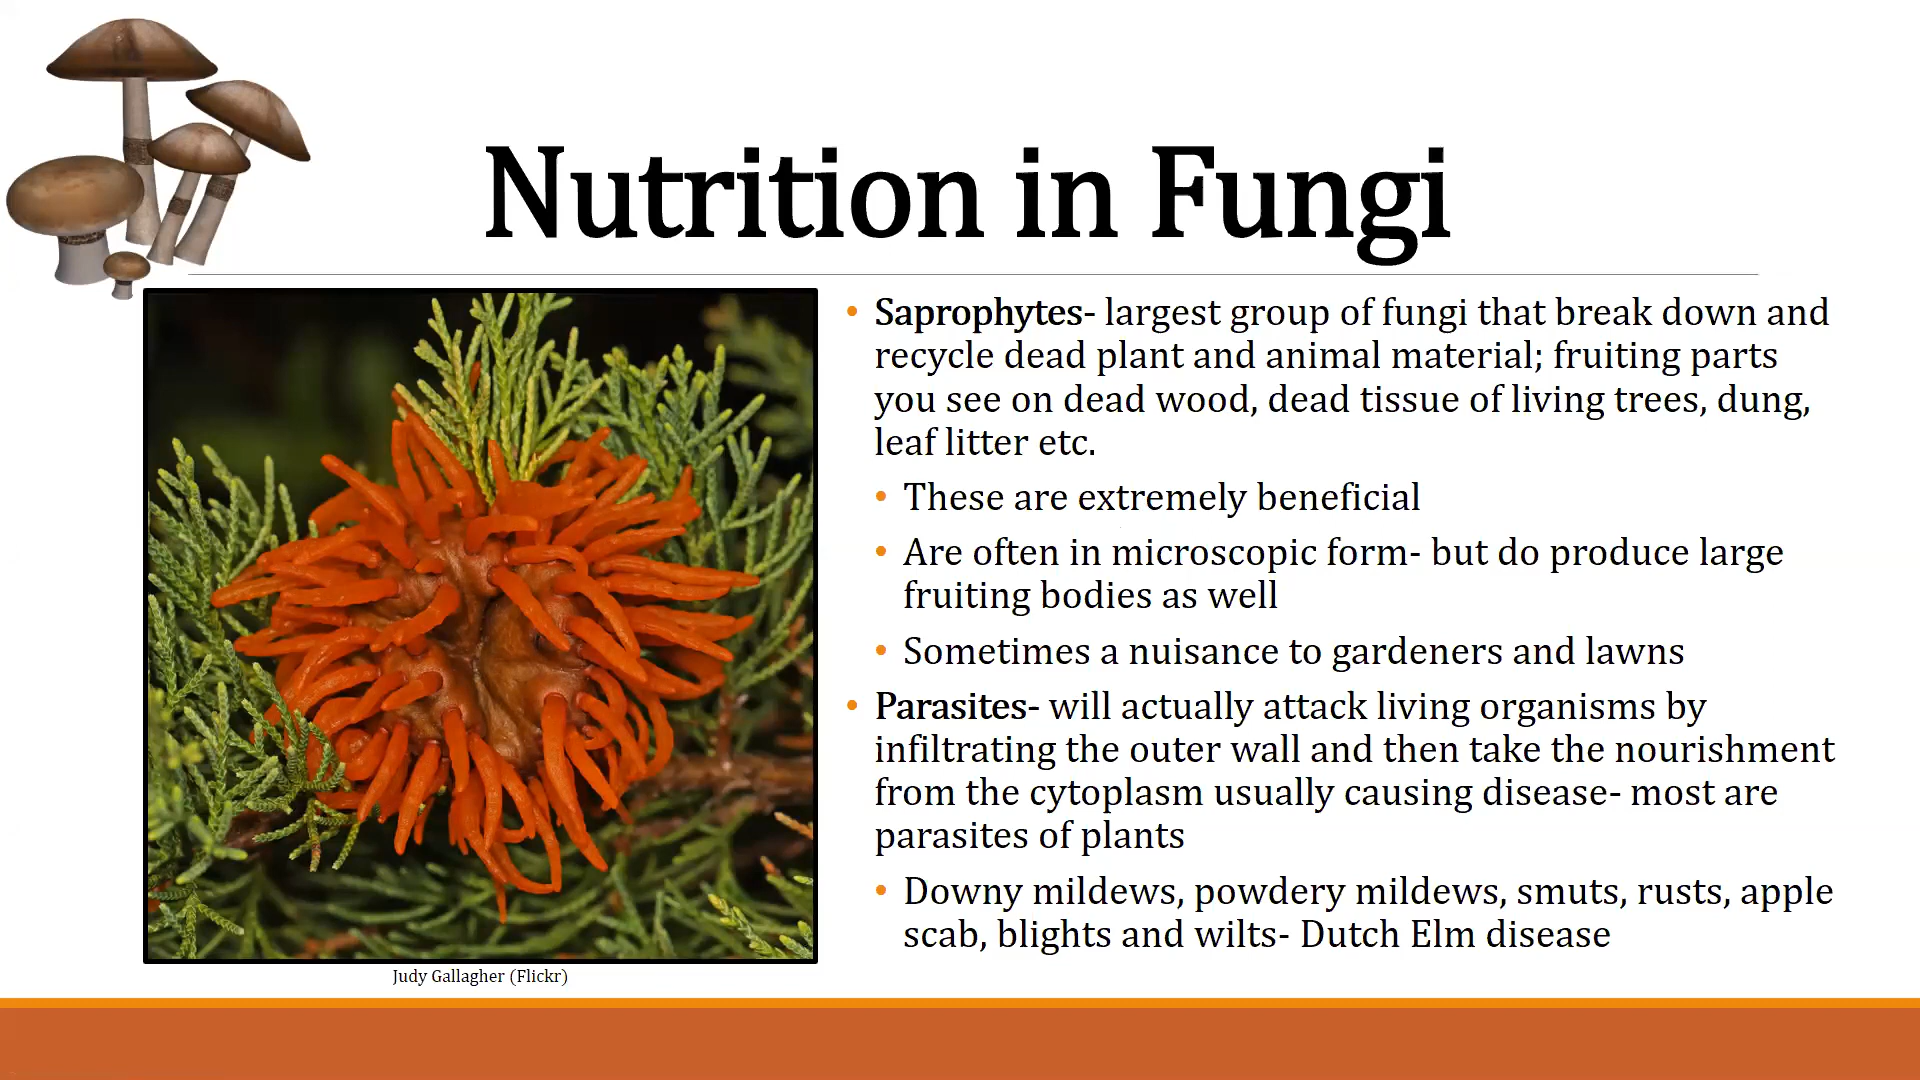 Nutrition in Fungi
• Saprophytes- largest group of fungi that break down and
recycle dead plant and animal material; fruiting parts
you see on dead wood, dead tissue of living trees, dung,
leaf litter etc.
• These are extremely beneficial
• Are often in microscopic form- but do produce large
fruiting bodies as well
• Sometimes a nuisance to gardeners and lawns
• Parasites- will actually attack living organisms by
infiltrating the outer wall and then take the nourishment
from the cytoplasm usually causing disease- most are
parasites of plants
• Downy mildews, powdery mildews, smuts, rusts, apple
scab, blights and wilts- Dutch Elm disease
Judy Gallagher (Flickr)